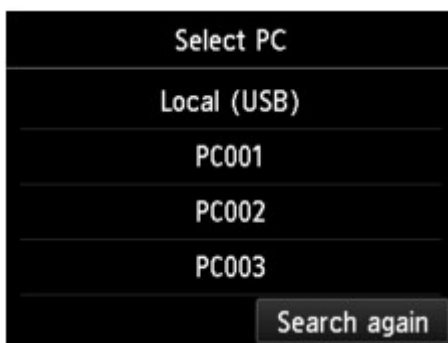 Select PC
Local (USB)
PC001
PC002
PC003
Search again